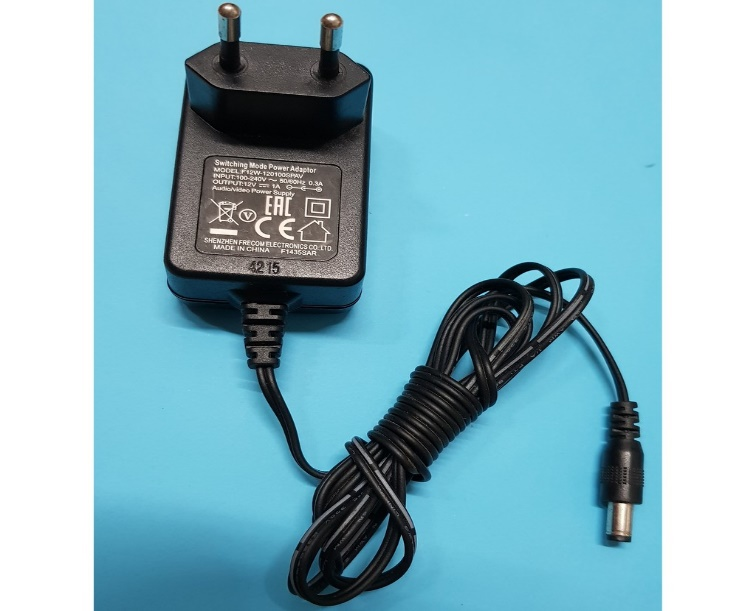 Switching Mode Power Adaptor
MODEL:F12W-120100SPAV
INPUT:100-240V ~ 50/60Hz 0.3A
OUTPUT:12V ⎓ 1A
Audio/video Power Supply
EAC
V
CE
SHENZHEN FRECOM ELECTRONICS CO.,LTD.
MADE IN CHINA F1435SAR
4215